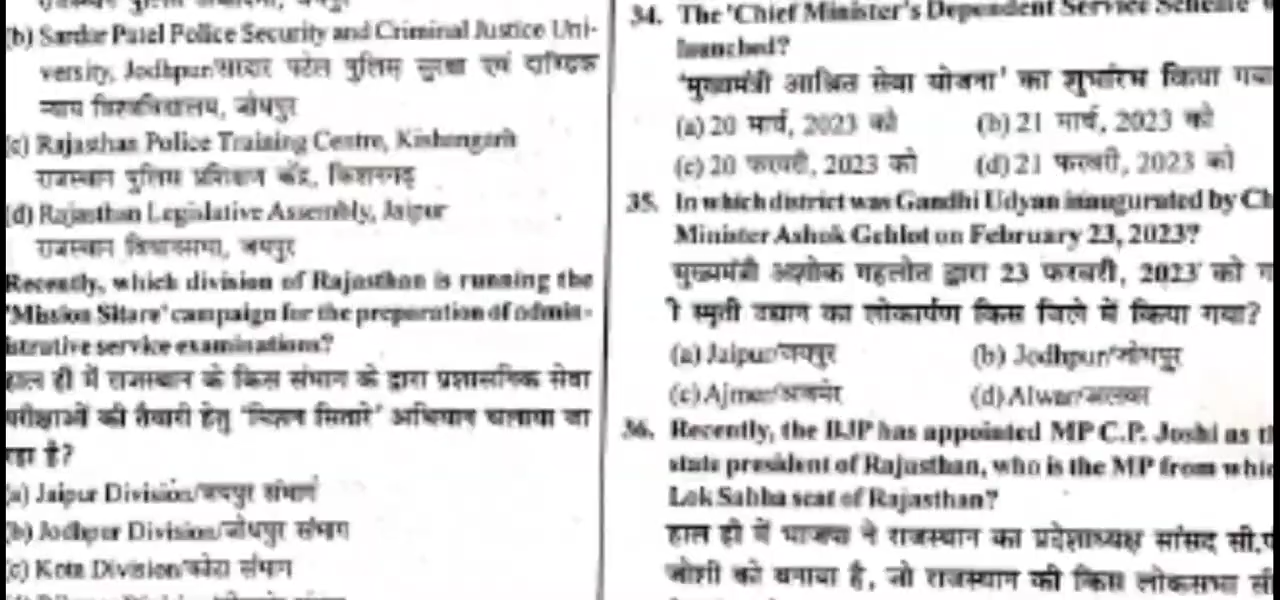 (b) Sardar Patel Police Security and Criminal Justice Uni-
versity, Jodhpur/सरदार पटेल पुलिस सुरक्षा एवं दाण्डिक
न्याय विश्वविद्यालय, जोधपुर
(c) Rajasthan Police Training Centre, Kishangarh
राजस्थान पुलिस प्रशिक्षण केंद्र, किशनगढ़
(d) Rajasthan Legislative Assembly, Jaipur
राजस्थान विधानसभा, जयपुर
Recently, which division of Rajasthan is running the
'Mission Sitare' campaign for the preparation of admin-
istrative service examinations?
हाल ही में राजस्थान के किस संभाग के द्वारा प्रशासनिक सेवा
परीक्षाओं की तैयारी हेतु 'मिशन सितारे' अभियान चलाया जा
रहा है?
(a) Jaipur Division/जयपुर संभाग
(b) Jodhpur Division/जोधपुर संभाग
(c) Kota Division/कोटा संभाग
34. The 'Chief Minister's Dependent Service Scheme'
launched?
'मुख्यमंत्री आश्रित सेवा योजना' का शुभारंभ किया गया
(a) 20 मार्च, 2023 को (b) 21 मार्च, 2023 को
(c) 20 फरवरी, 2023 को (d) 21 फरवरी, 2023 को
35. In which district was Gandhi Udyan inaugurated by Ch
Minister Ashok Gehlot on February 23, 2023?
मुख्यमंत्री अशोक गहलोत द्वारा 23 फरवरी, 2023 को ग
ी स्मृती उद्यान का लोकार्पण किस जिले में किया गया?
(a) Jaipur/जयपुर (b) Jodhpur/जोधपुर
(c) Ajmer/अजमेर (d) Alwar/अलवर
36. Recently, the BJP has appointed MP C.P. Joshi as th
state president of Rajasthan, who is the MP from whic
Lok Sabha seat of Rajasthan?
हाल ही में भाजपा ने राजस्थान का प्रदेशाध्यक्ष सांसद सी.प
जोशी को बनाया है, जो राजस्थान की किस लोकसभा सी